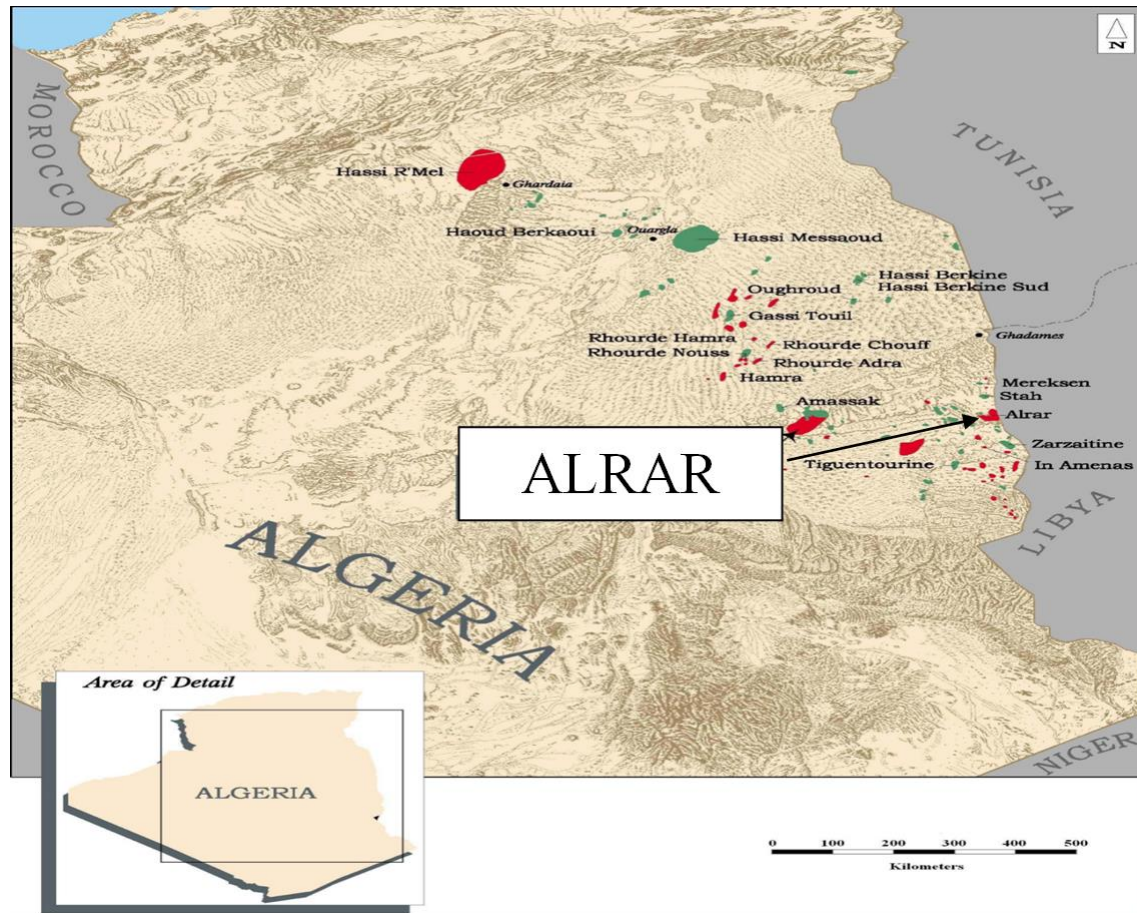 N
MOROCCO
TUNISIA
Hassi R'Mel
Ghardaia
Haoud Berkaoui
Ouargla
Hassi Messaoud
Hassi Berkine
Hassi Berkine Sud
Oughroud
Gassi Touil
Rhourde Hamra
Rhourde Chouff
Rhourde Nouss
Rhourde Adra
Hamra
Ghadames
Mereksen
Stah
Amassak
Alrar
ALRAR
Tiguentourine
Zarzaitine
In Amenas
LIBYA
ALGERIA
NIGER
Area of Detail
ALGERIA
0 100 200 300 400 500
Kilometers